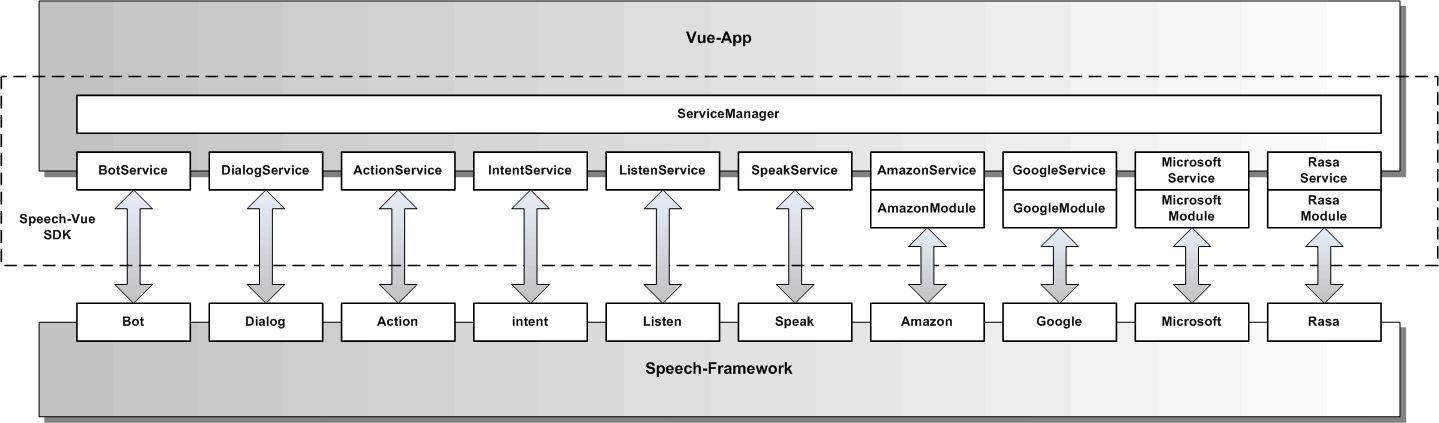 Vue-App
ServiceManager
BotService
DialogService
ActionService
IntentService
ListenService
SpeakService
AmazonService
GoogleService
Microsoft
Service
Rasa
Service
AmazonModule
GoogleModule
Microsoft
Module
Rasa
Module
Speech-Vue
SDK
Bot
Dialog
Action
intent
Listen
Speak
Amazon
Google
Microsoft
Rasa
Speech-Framework